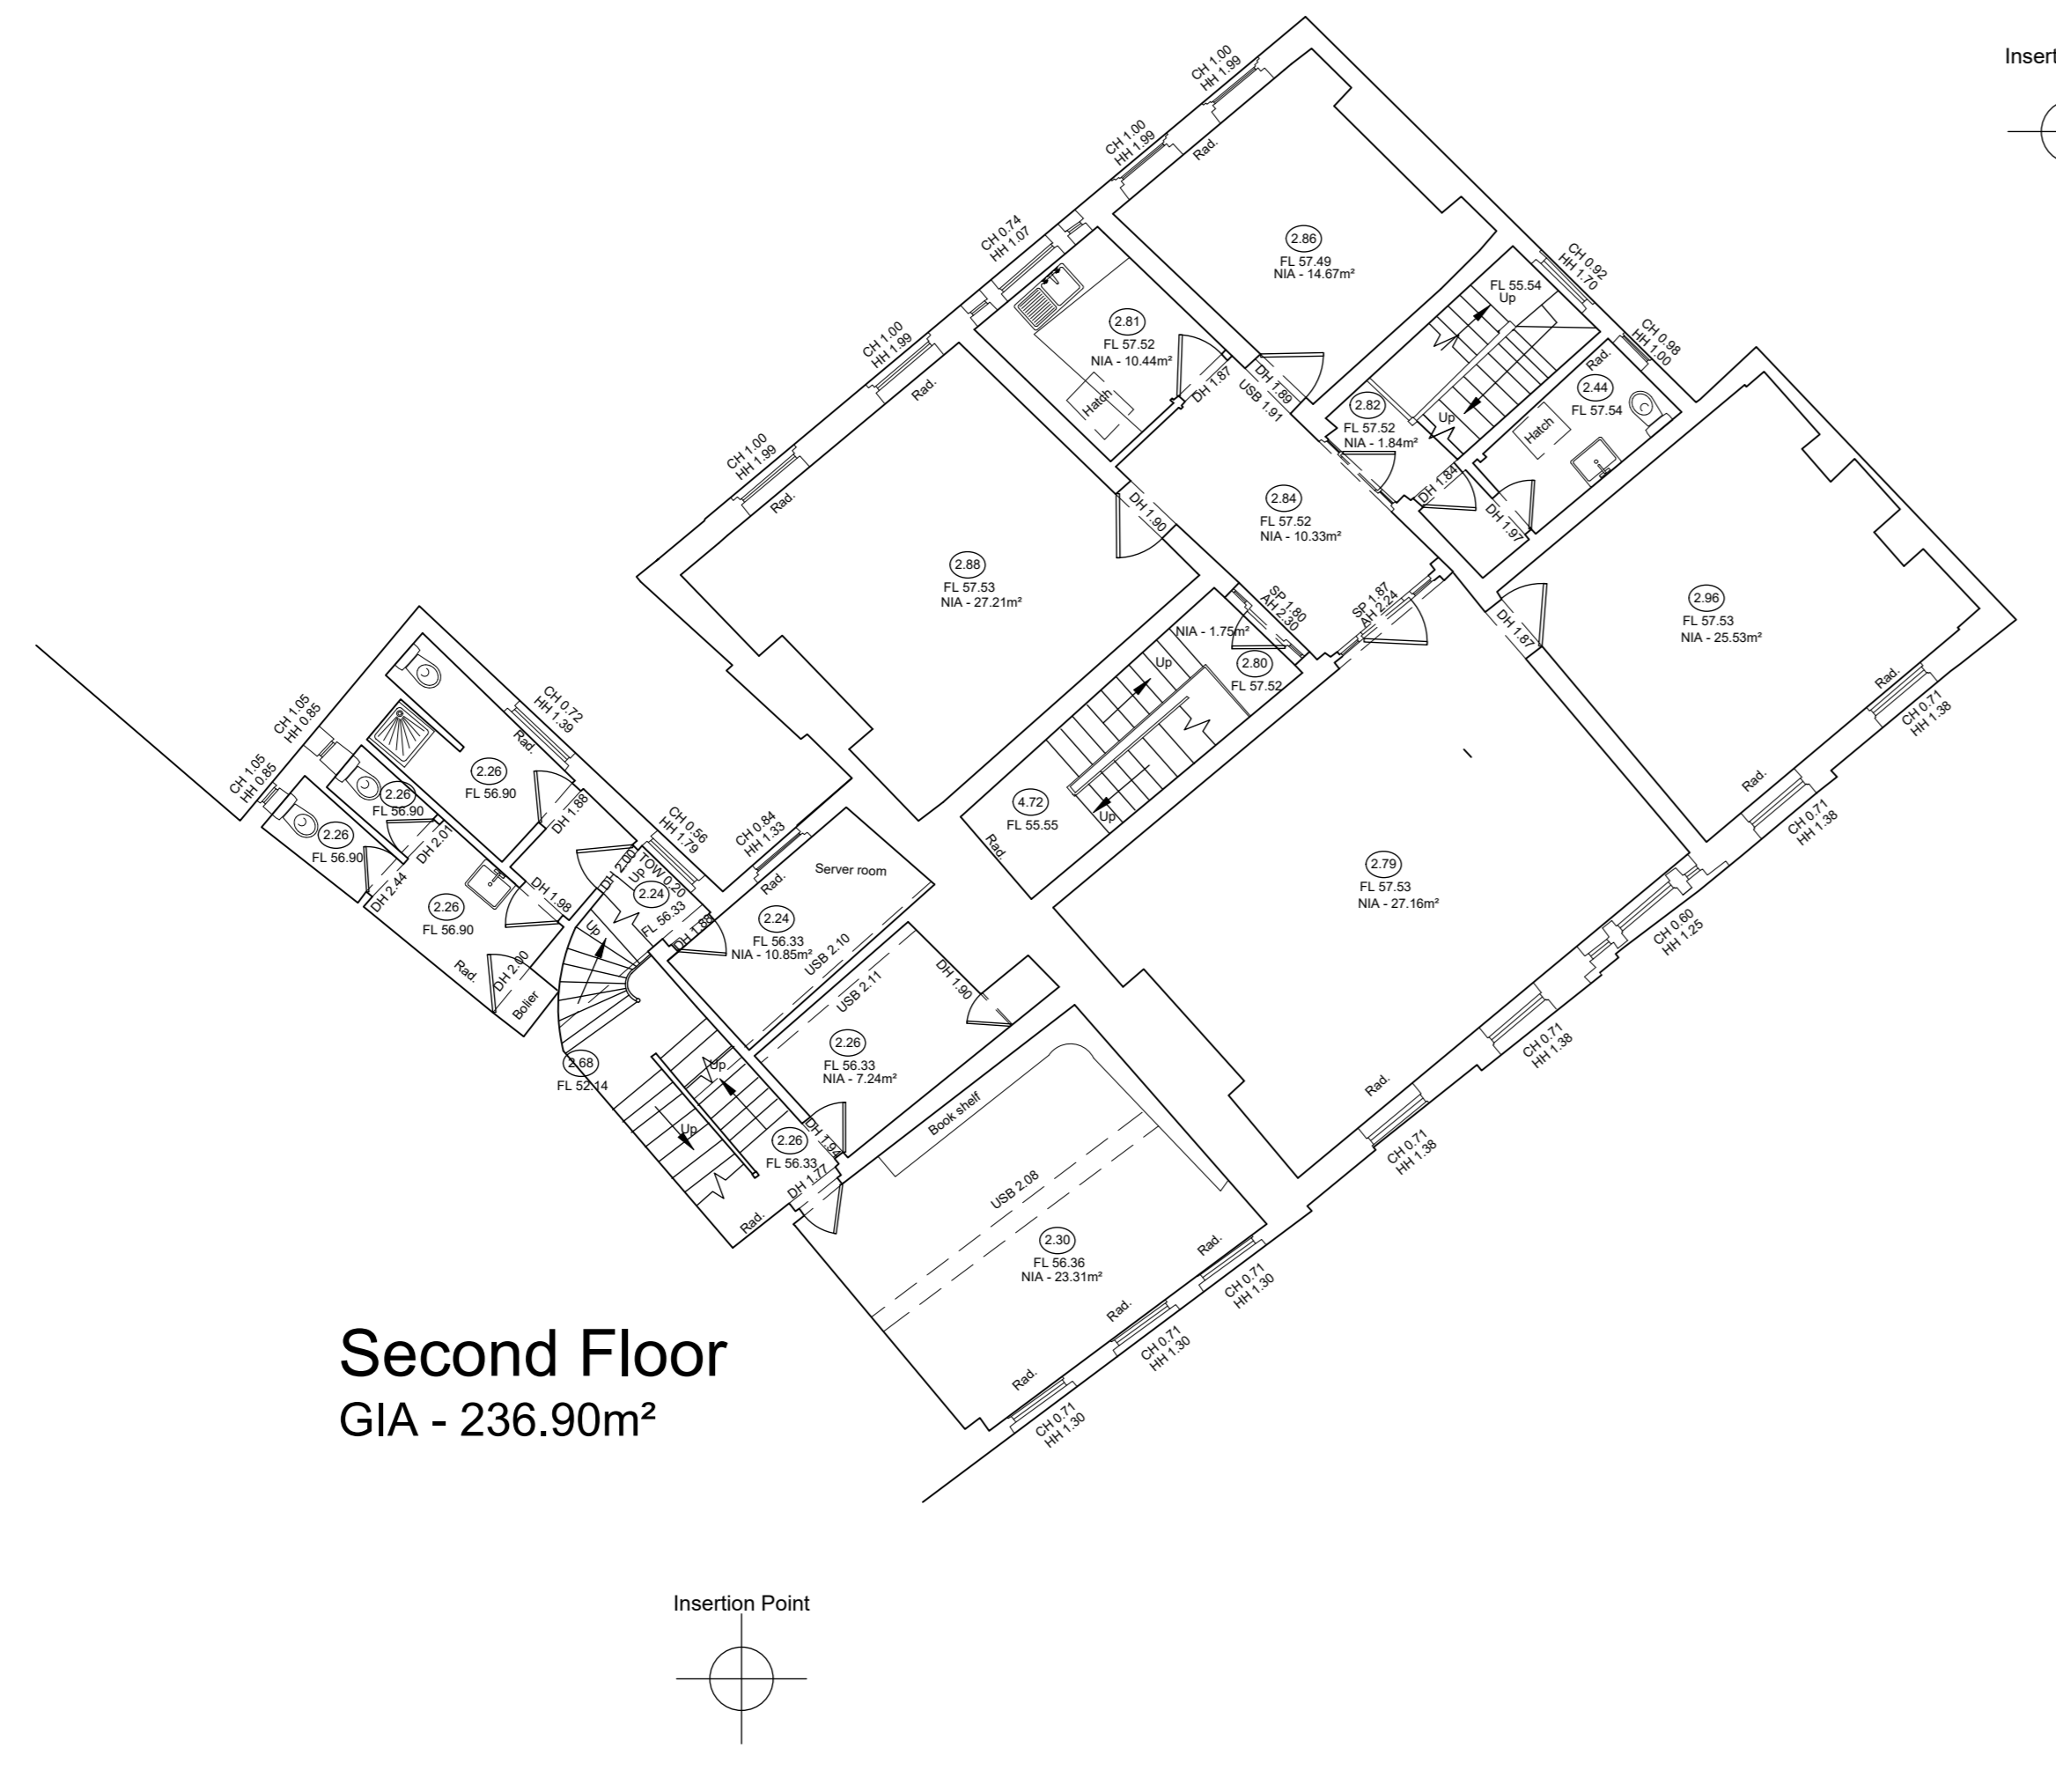 Insert
CH 1.00
HH 1.99
Rad.
CH 1.00
HH 1.99
CH 0.74
HH 1.07
2.86
FL 57.49
NIA - 14.67m²
CH 0.92
HH 1.70
FL 55.54
Up
CH 0.98
HH 1.00
Rad.
2.81
FL 57.52
NIA - 10.44m²
Hatch
DH 1.87
DH 1.89
USB 1.91
CH 1.00
HH 1.99
Rad.
2.82
FL 57.52
NIA - 1.84m²
Up
2.44
FL 57.54
Hatch
DH 1.84
DH 1.97
CH 1.00
HH 1.99
Rad.
DH 1.90
2.84
FL 57.52
NIA - 10.33m²
2.88
FL 57.53
NIA - 27.21m²
SP 1.80
AH 2.30
SP 1.87
AH 2.24
DH 1.87
2.96
FL 57.53
NIA - 25.53m²
Rad.
CH 0.71
HH 1.38
Rad.
CH 0.71
HH 1.38
NIA - 1.75m²
2.80
FL 57.52
Up
4.72
FL 55.55
Up
Rad.
CH 1.05
HH 0.85
CH 1.05
HH 0.85
CH 0.72
HH 1.39
Rad.
2.26
FL 56.90
2.26
FL 56.90
2.26
FL 56.90
DH 1.88
DH 2.01
DH 2.44
CH 0.56
HH 1.79
CH 0.84
HH 1.33
Rad.
Server room
2.79
FL 57.53
NIA - 27.16m²
DH 2.00
TOW 0.20
Up
2.24
FL 56.33
DH 1.98
2.26
FL 56.90
Up
DH 1.88
2.24
FL 56.33
NIA - 10.85m²
USB 2.10
USB 2.11
DH 1.90
CH 0.60
HH 1.25
Rad.
DH 2.00
Bolier
2.68
FL 52.14
Up
Up
2.26
FL 56.33
NIA - 7.24m²
CH 0.71
HH 1.38
Rad.
CH 0.71
HH 1.38
Book shelf
2.26
FL 56.33
DH 1.94
DH 1.77
Rad.
USB 2.08
2.30
FL 56.36
NIA - 23.31m²
Rad.
CH 0.71
HH 1.30
Rad.
CH 0.71
HH 1.30
Rad.
CH 0.71
HH 1.30
Second Floor
GIA - 236.90m²
Insertion Point